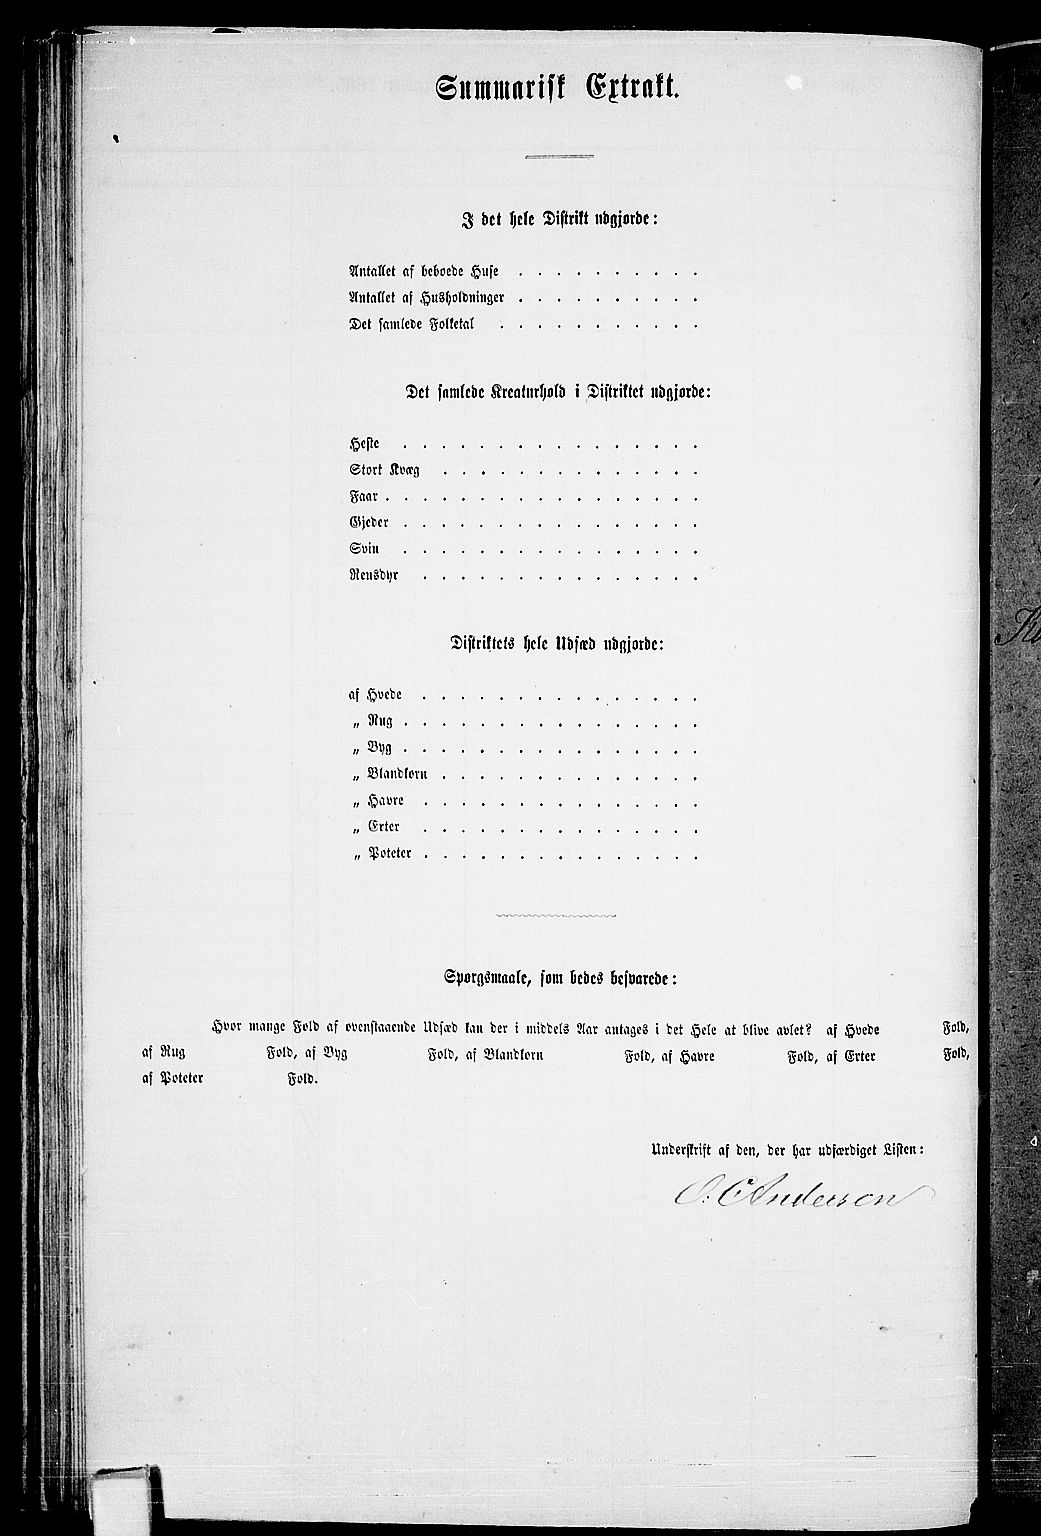 Summarisk Extrakt.
I det hele Distrikt udgjorde:
Antallet af beboede Huse . . . . . . . . . .
Antallet af Husholdninger . . . . . . . . . .
Det samlede Folketal . . . . . . . . . . .
Det samlede Kreaturhold i Distriktet udgjorde:
Heste . . . . . . . . . . . . . . . .
Stort Kvæg . . . . . . . . . . . . . .
Faar . . . . . . . . . . . . . . . . .
Gjeder . . . . . . . . . . . . . . . .
Svin . . . . . . . . . . . . . . . .
Rensdyr . . . . . . . . . . . . . . .
Distriktets hele Udsæd udgjorde:
af Hvede . . . . . . . . . . . . . . .
„ Rug . . . . . . . . . . . . . . . .
„ Byg . . . . . . . . . . . . . . . .
„ Blandkorn . . . . . . . . . . . . . .
„ Havre . . . . . . . . . . . . . . .
„ Erter . . . . . . . . . . . . . . .
„ Poteter . . . . . . . . . . . . . . .
Spørgsmaale, som bedes besvarede:
Hvor mange Fold af ovenstaaende Udsæd kan der i middels Aar antages i det Hele at blive avlet? af Hvede Fold,
af Rug Fold, af Byg Fold, af Blandkorn Fold, af Havre Fold, af Erter Fold,
af Poteter Fold.
Underskrift af den, der har udfærdiget Listen:
Anderson